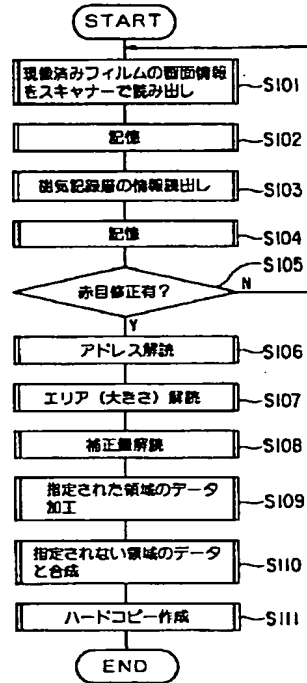 START
現像済みフィルムの画面情報
をスキャナーで読み出し
S101
記憶
S102
磁気記録層の情報読出し
S103
記憶
S104
S105
赤目修正有?
N
Y
アドレス解読
S106
エリア (大きさ) 解読
S107
補正量解読
S108
指定された領域のデータ
加工
S109
指定されない領域のデータ
と合成
S110
ハードコピー作成
S111
END